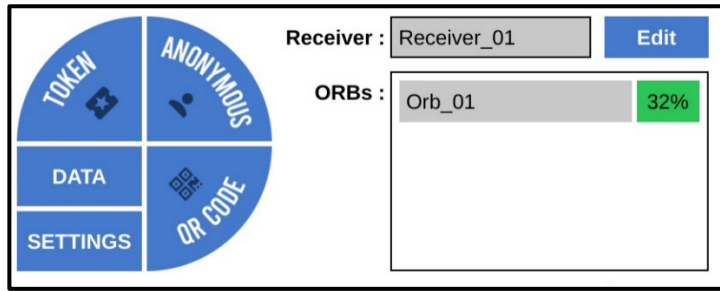 TOKEN
ANONYMOUS
DATA
SETTINGS
QR CODE
Receiver : Receiver_01 Edit
ORBs : Orb_01 32%